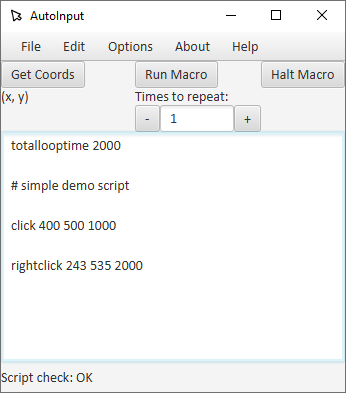 AutoInput
File Edit Options About Help
Get Coords Run Macro Halt Macro
(x, y) Times to repeat:
- 1 +
totallooptime 2000
# simple demo script
click 400 500 1000
rightclick 243 535 2000
Script check: OK